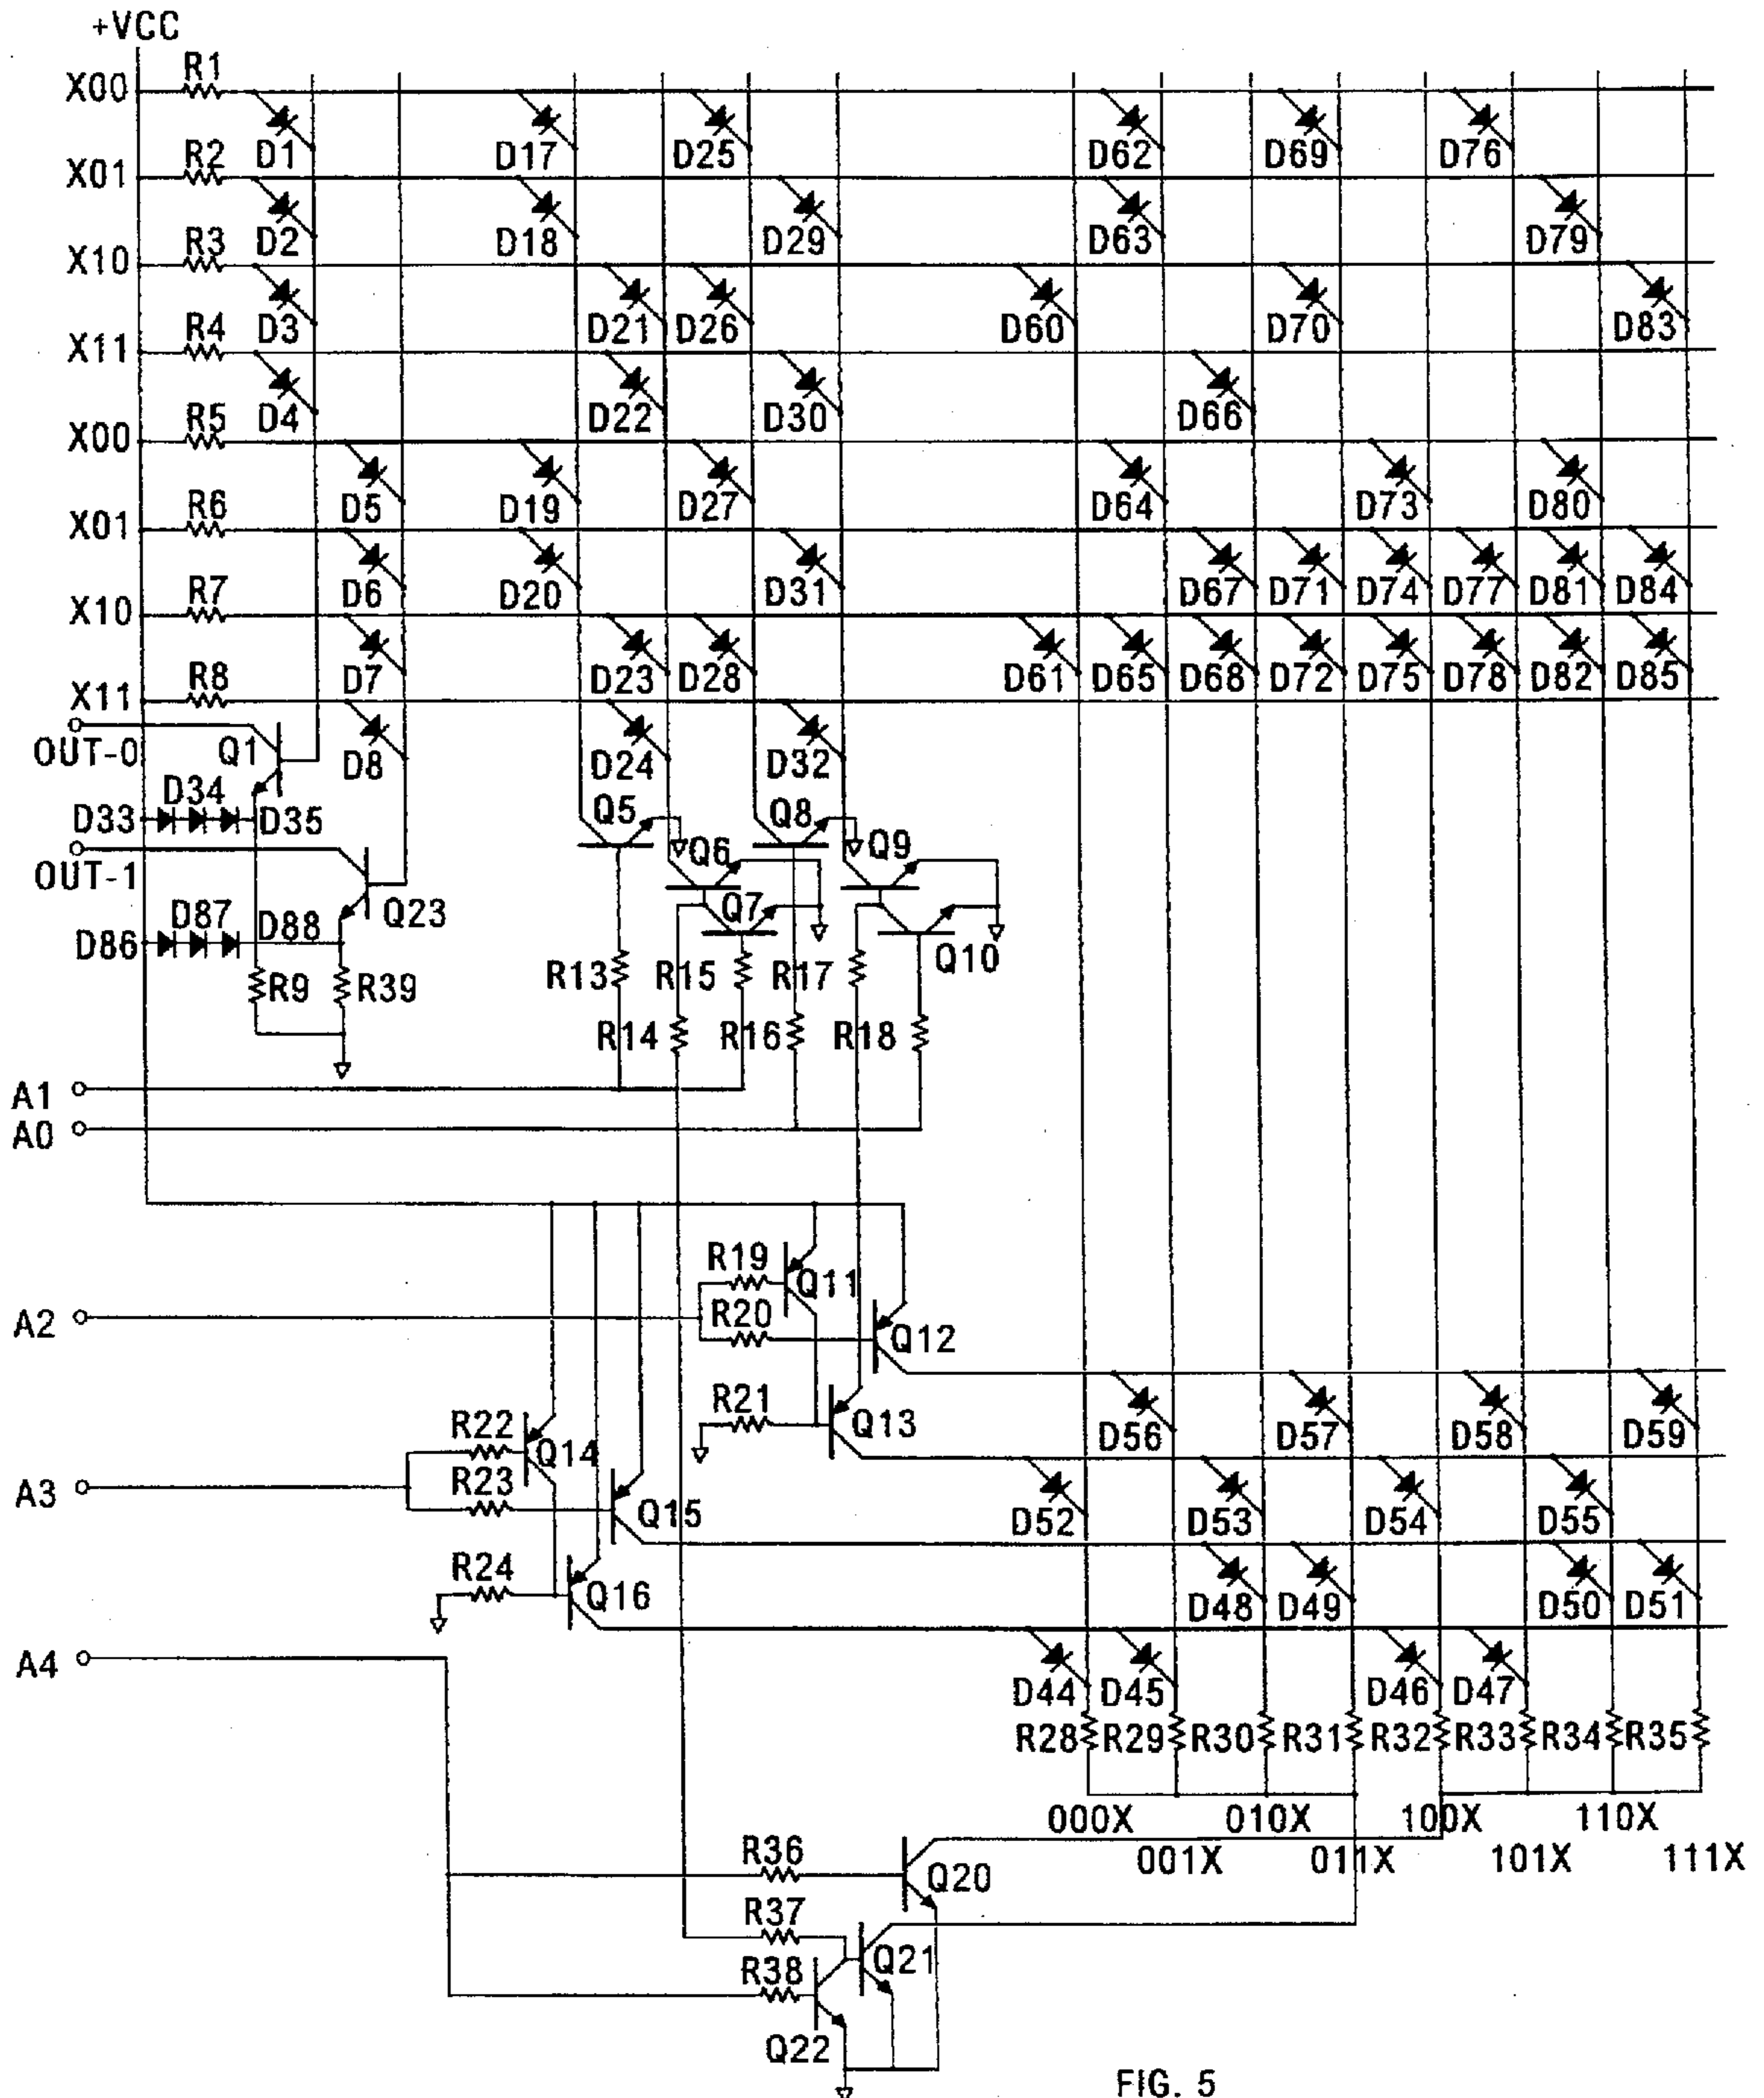 +VCC
X00 R1
D1 D17 D25 D62 D69 D76
X01 R2
D2 D18 D29 D63 D79
X10 R3
D3 D21 D26 D60 D70 D83
X11 R4
D4 D22 D30 D66
X00 R5
D5 D19 D27 D64 D73 D80
X01 R6
D6 D20 D31 D67 D71 D74 D77 D81 D84
X10 R7
D7 D23 D28 D61 D65 D68 D72 D75 D78 D82 D85
X11 R8
OUT-0 Q1 D8 D24 D32
D34
D33 D35 Q5 Q8
Q6 Q9
OUT-1
D87 D88 Q23 Q7
D86 Q10
R13 R15 R17
R9 R39
R14 R16 R18
A1
A0
R19 Q11
A2 R20 Q12
R21 Q13
D56 D57 D58 D59
R22 Q14
A3 R23 Q15
D52 D53 D54 D55
R24 Q16
D48 D49 D50 D51
A4
D44 D45 D46 D47
R28 R29 R30 R31 R32 R33 R34 R35
000X 010X 100X 110X
001X 011X 101X 111X
R36 Q20
R37
R38 Q21
Q22
FIG. 5